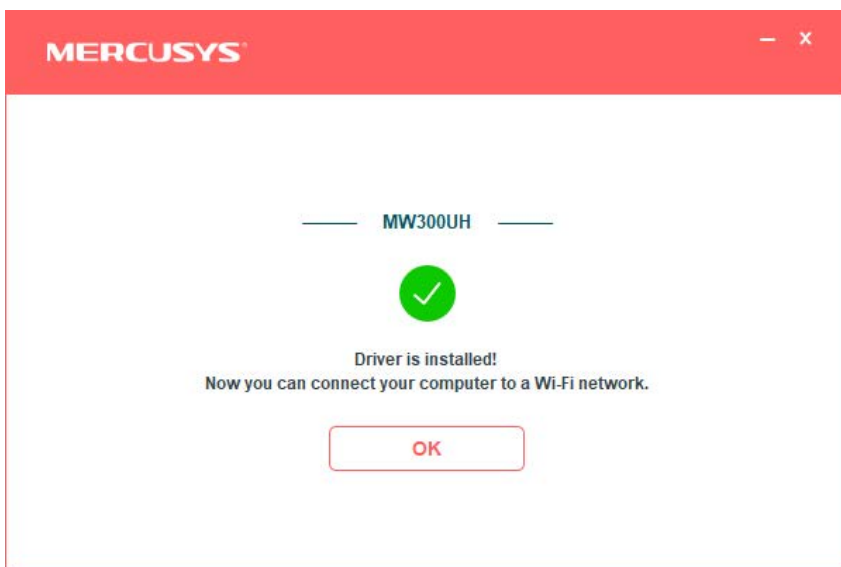 MERCUSYS®
MW300UH
Driver is installed!
Now you can connect your computer to a Wi-Fi network.
OK